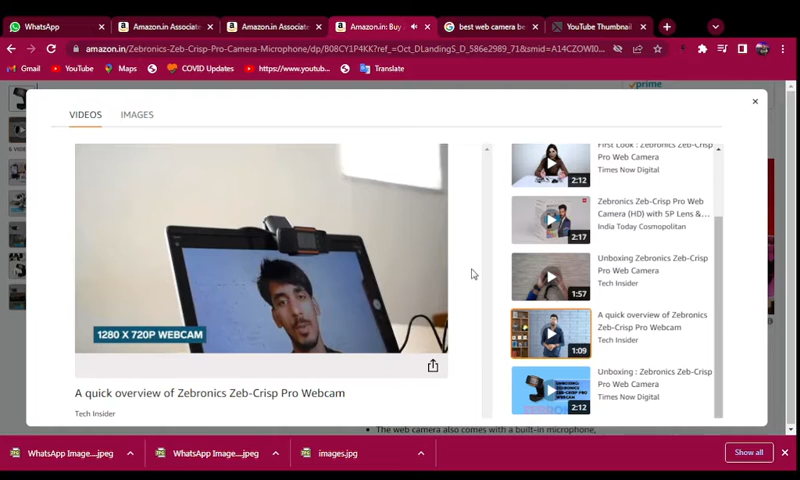 WhatsApp
Amazon.in Associate
Amazon.in Associate
Amazon.in: Buy
best web camera be
YouTube Thumbnail
amazon.in/Zebronics-Zeb-Crisp-Pro-Camera-Microphone/dp/B08CY1P4KK?ref_=Oct_DLandingS_D_586e2989_71&smid=A14CZOWI0...
Gmail
YouTube
Maps
COVID Updates
https://www.youtub...
Translate
prime
VIDEOS
IMAGES
1280 X 720P WEBCAM
A quick overview of Zebronics Zeb-Crisp Pro Webcam
Tech Insider
First Look : Zebronics Zeb-Crisp
Pro Web Camera
Times Now Digital
2:12
Zebronics Zeb-Crisp Pro Web
Camera (HD) with 5P Lens &...
India Today Cosmopolitan
2:17
Unboxing Zebronics Zeb-Crisp
Pro Web Camera
Tech Insider
1:57
A quick overview of Zebronics
Zeb-Crisp Pro Webcam
Tech Insider
1:09
Unboxing : Zebronics Zeb-Crisp
Pro Web Camera
Times Now Digital
2:12
The web camera also comes with a built-in microphone,
WhatsApp Image....jpeg
WhatsApp Image....jpeg
images.jpg
Show all